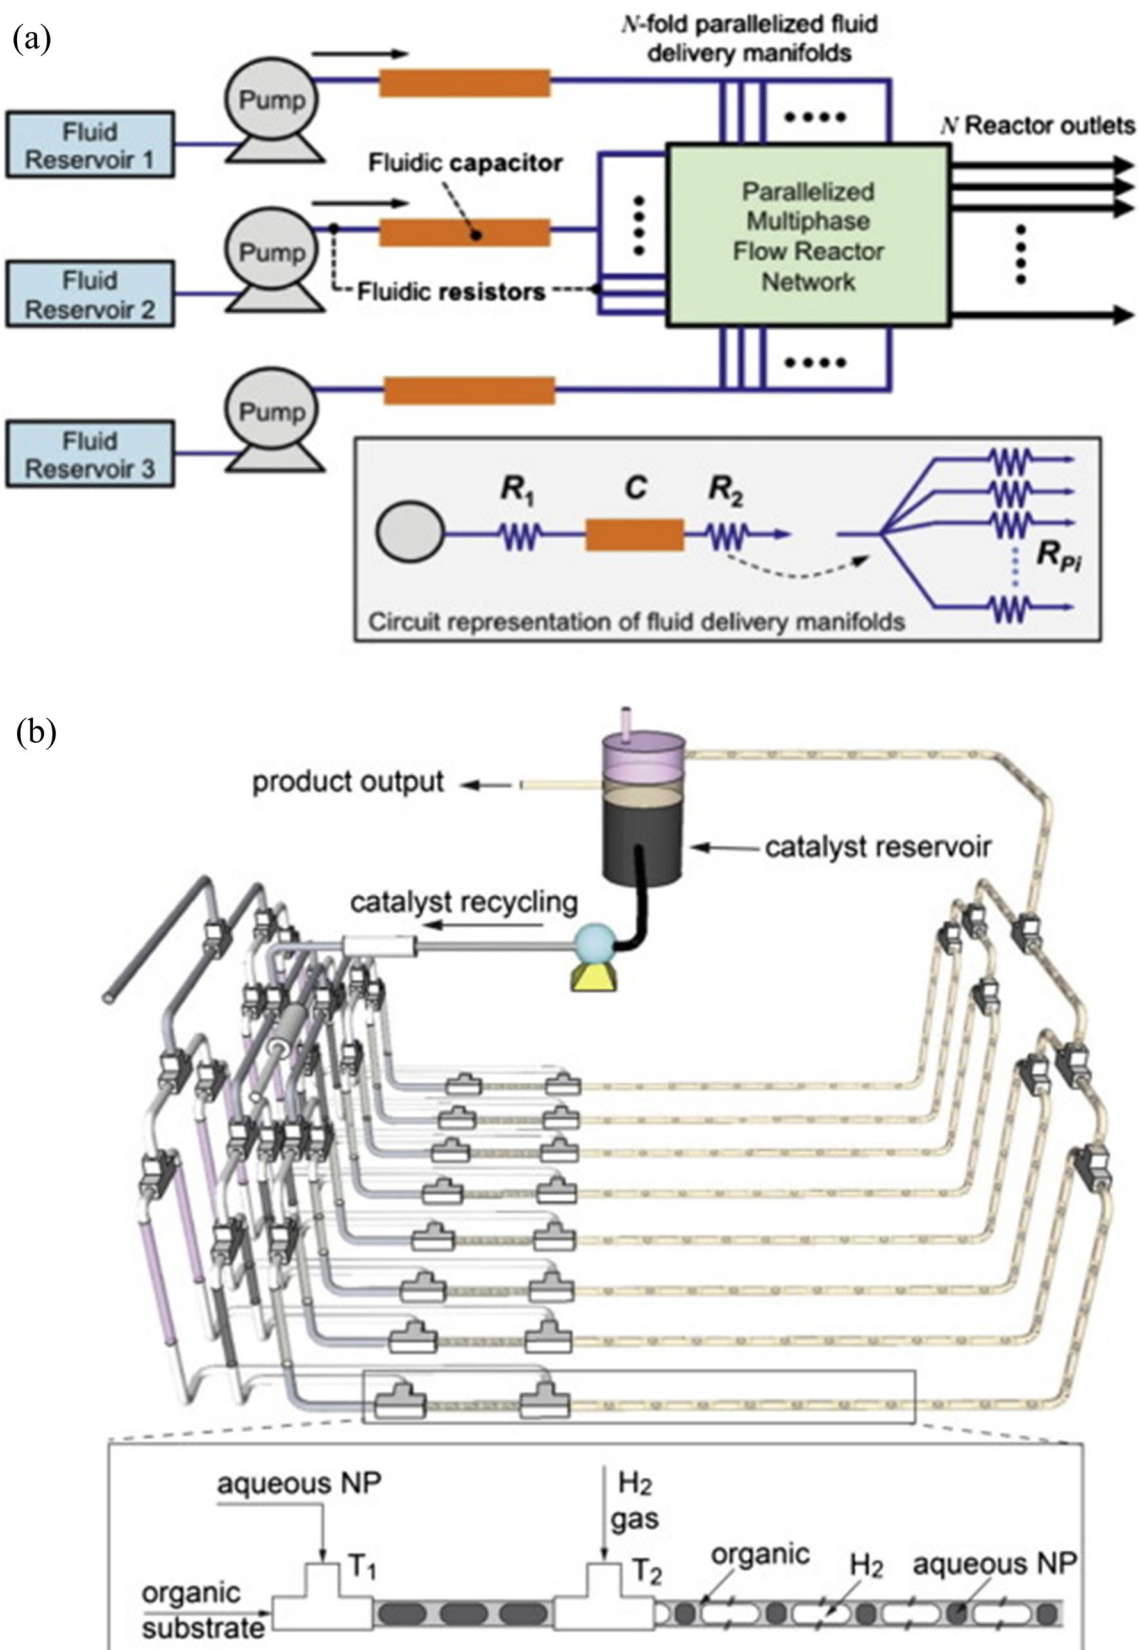 (a)
N-fold parallelized fluid
delivery manifolds
Pump
Fluid
Reservoir 1
N Reactor outlets
Fluidic capacitor
Parallelized
Multiphase
Flow Reactor
Network
Pump
Fluid
Reservoir 2
Fluidic resistors
Pump
Fluid
Reservoir 3
R1
C
R2
RPi
Circuit representation of fluid delivery manifolds
(b)
product output
catalyst reservoir
catalyst recycling
aqueous NP
H2
gas
T1
T2
organic
H2
aqueous NP
organic
substrate